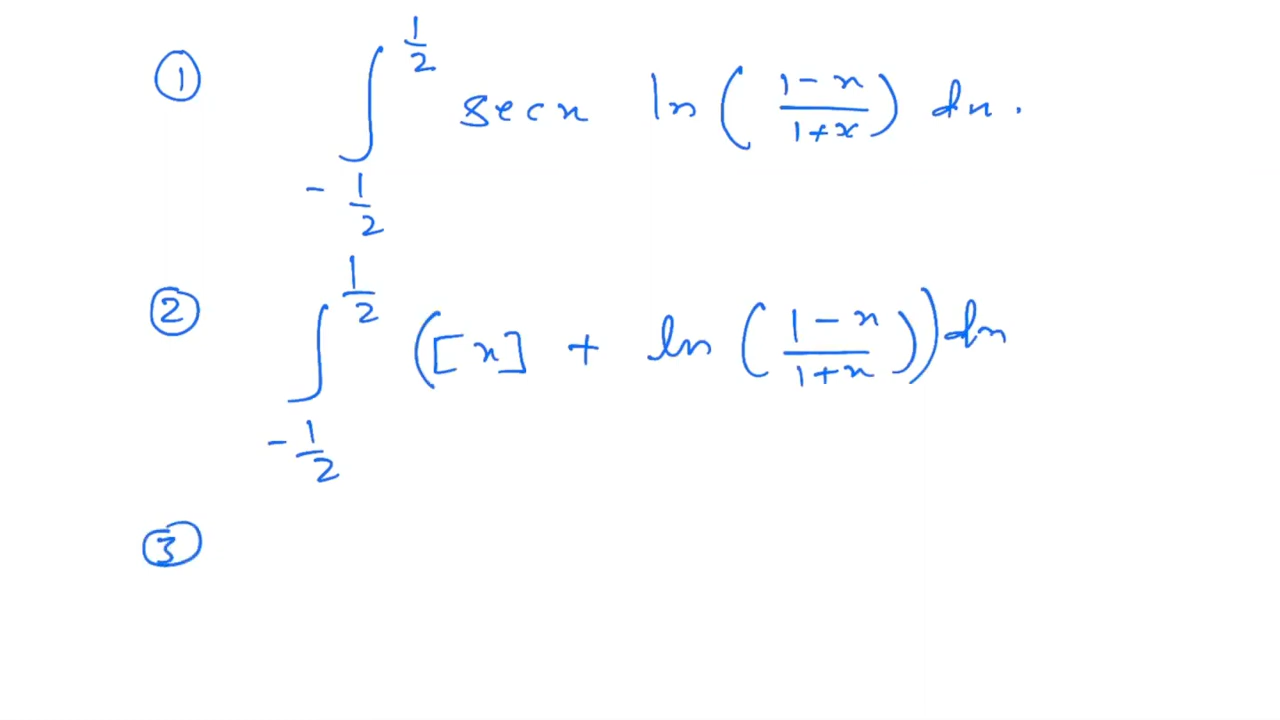 ① ∫_{-1/2}^{1/2} sec x ln((1-x)/(1+x)) dx.
② ∫_{-1/2}^{1/2} ([x] + ln((1-x)/(1+x))) dx
③